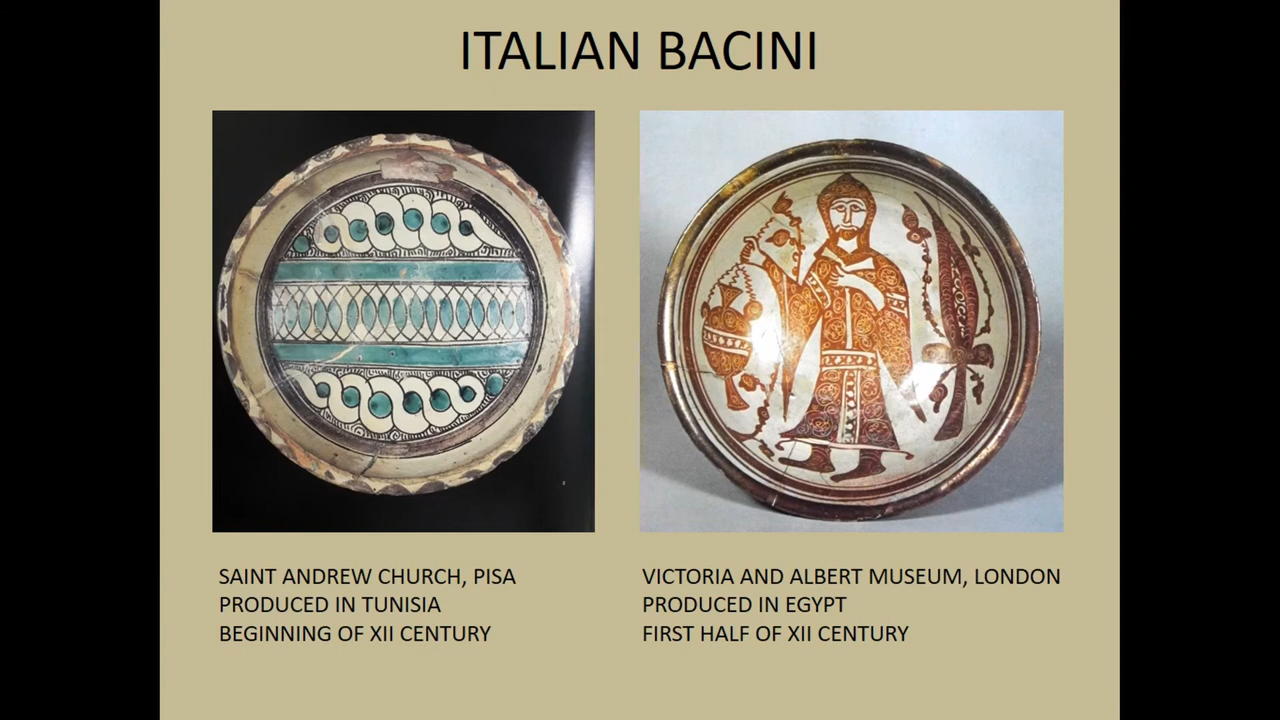 ITALIAN BACINI
SAINT ANDREW CHURCH, PISA
PRODUCED IN TUNISIA
BEGINNING OF XII CENTURY
VICTORIA AND ALBERT MUSEUM, LONDON
PRODUCED IN EGYPT
FIRST HALF OF XII CENTURY